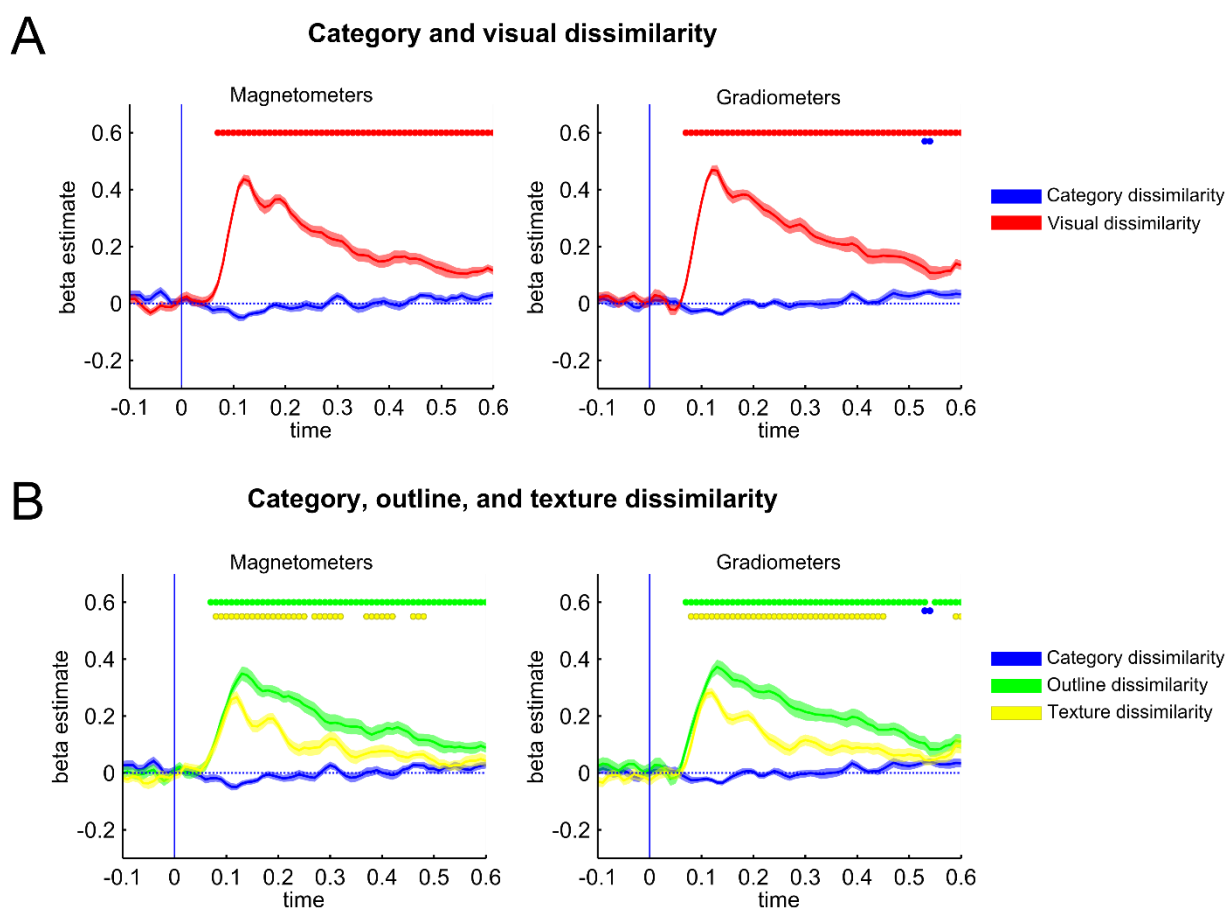 A
Category and visual dissimilarity
Magnetometers
Gradiometers
beta estimate
0.6
0.4
0.2
0
-0.2
-0.1 0 0.1 0.2 0.3 0.4 0.5 0.6
time
beta estimate
0.6
0.4
0.2
0
-0.2
-0.1 0 0.1 0.2 0.3 0.4 0.5 0.6
time
Category dissimilarity
Visual dissimilarity
B
Category, outline, and texture dissimilarity
Magnetometers
Gradiometers
beta estimate
0.6
0.4
0.2
0
-0.2
-0.1 0 0.1 0.2 0.3 0.4 0.5 0.6
time
beta estimate
0.6
0.4
0.2
0
-0.2
-0.1 0 0.1 0.2 0.3 0.4 0.5 0.6
time
Category dissimilarity
Outline dissimilarity
Texture dissimilarity